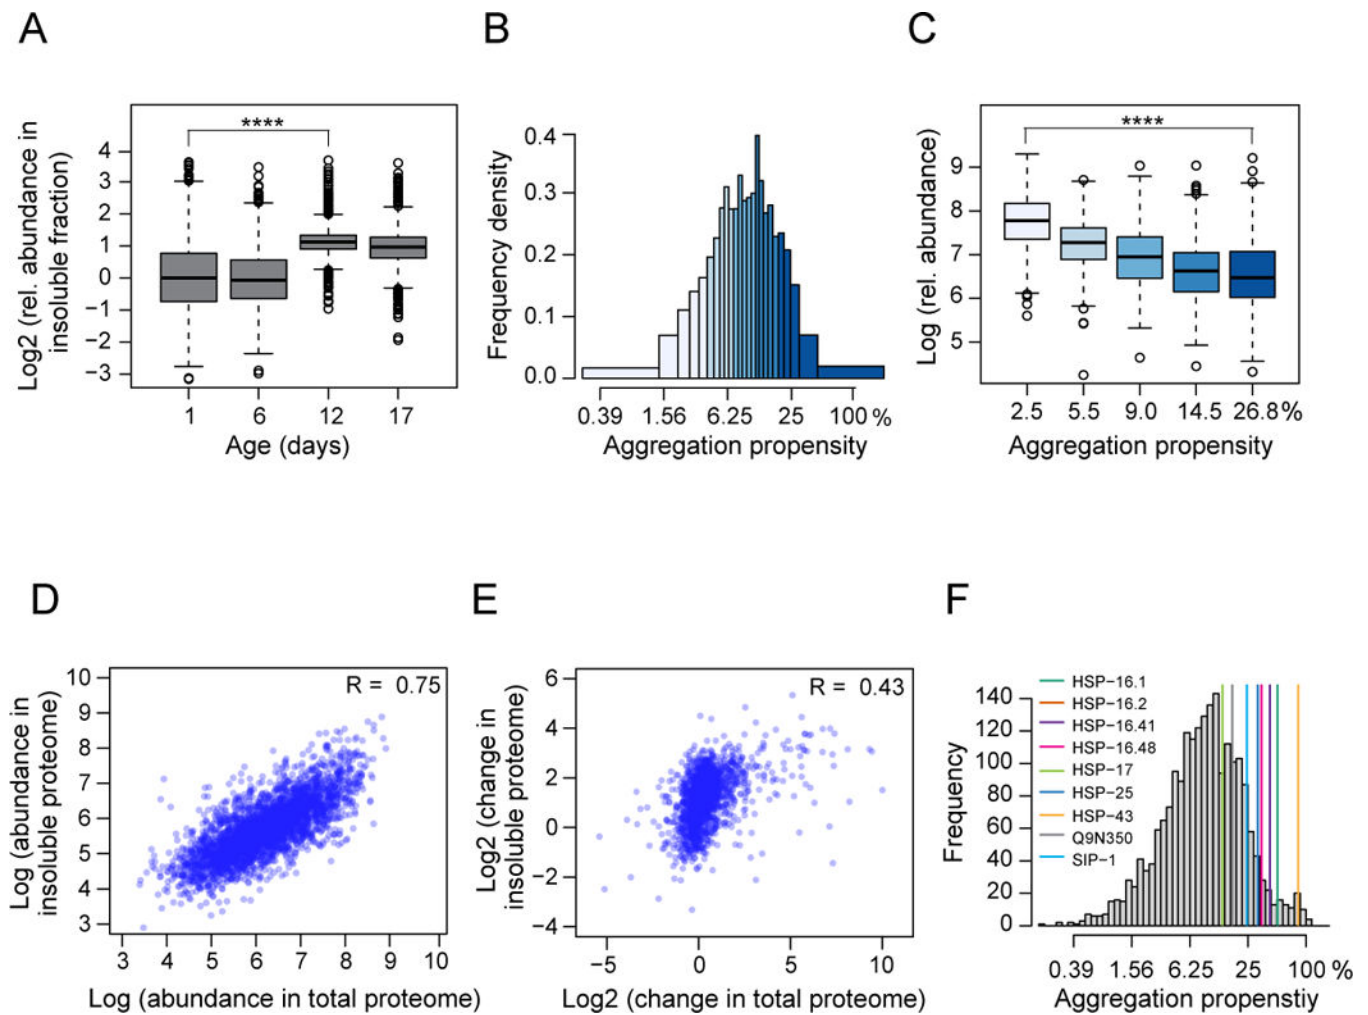 A
B
C
Log2 (rel. abundance in
insoluble fraction)
4
3
2
1
0
−1
−2
−3
****
1 6 12 17
Age (days)
Frequency density
0.4
0.3
0.2
0.1
0.0
0.39 1.56 6.25 25 100 %
Aggregation propensity
Log (rel. abundance)
9
8
7
6
5
****
2.5 5.5 9.0 14.5 26.8 %
Aggregation propensity
D
E
F
Log (abundance in
insoluble proteome)
10
9
8
7
6
5
4
3
R = 0.75
3 4 5 6 7 8 9 10
Log (abundance in total proteome)
Log2 (change in
insoluble proteome)
6
4
2
0
−2
−4
R = 0.43
−5 0 5 10
Log2 (change in total proteome)
Frequency
140
120
100
80
60
40
20
0
HSP−16.1
HSP−16.2
HSP−16.41
HSP−16.48
HSP−17
HSP−25
HSP−43
Q9N350
SIP−1
0.39 1.56 6.25 25 100 %
Aggregation propenstiy